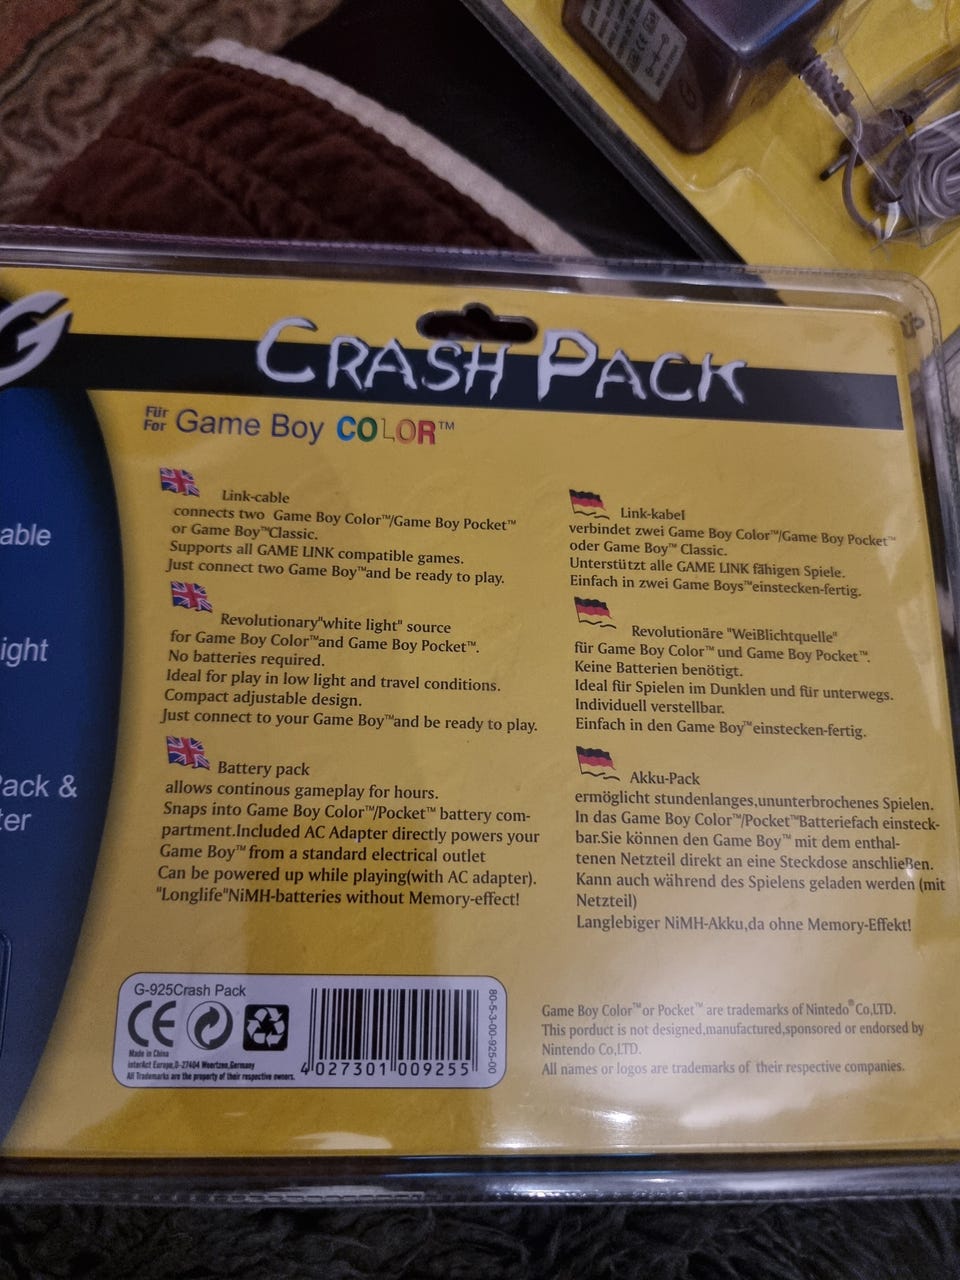 G
CRASH PACK
Für
For Game Boy COLOR™
able
ight
Pack &
ter
Link-cable
connects two Game Boy Color™/Game Boy Pocket™
or Game Boy™Classic.
Supports all GAME LINK compatible games.
Just connect two Game Boy™and be ready to play.
Revolutionary"white light" source
for Game Boy Color™and Game Boy Pocket™.
No batteries required.
Ideal for play in low light and travel conditions.
Compact adjustable design.
Just connect to your Game Boy™and be ready to play.
Battery pack
allows continous gameplay for hours.
Snaps into Game Boy Color™/Pocket™ battery com-
partment.Included AC Adapter directly powers your
Game Boy™from a standard electrical outlet
Can be powered up while playing(with AC adapter).
"Longlife"NiMH-batteries without Memory-effect!
Link-kabel
verbindet zwei Game Boy Color™/Game Boy Pocket™
oder Game Boy™ Classic.
Unterstützt alle GAME LINK fähigen Spiele.
Einfach in zwei Game Boys™einstecken-fertig.
Revolutionäre "WeiBlichtquelle"
für Game Boy Color™ und Game Boy Pocket™.
Keine Batterien benötigt.
Ideal für Spielen im Dunklen und für unterwegs.
Individuell verstellbar.
Einfach in den Game Boy™einstecken-fertig.
Akku-Pack
ermöglicht stundenlanges,ununterbrochenes Spielen.
In das Game Boy Color™/Pocket™Batteriefach einsteck-
bar.Sie können den Game Boy™ mit dem enthal-
tenen Netzteil direkt an eine Steckdose anschließen.
Kann auch während des Spielens geladen werden (mit
Netzteil)
Langlebiger NiMH-Akku,da ohne Memory-Effekt!
G-925Crash Pack
CE
Made in China
interAct Europe,D-27404 Weertzen,Germany
All Trademarks are the property of their respective owners.
4 027301 009255
80-5-3-00-925-00
Game Boy Color™or Pocket™ are trademarks of Nintedo®Co,LTD.
This porduct is not designed,manufactured,sponsored or endorsed by
Nintendo Co,LTD.
All names or logos are trademarks of their respective companies.